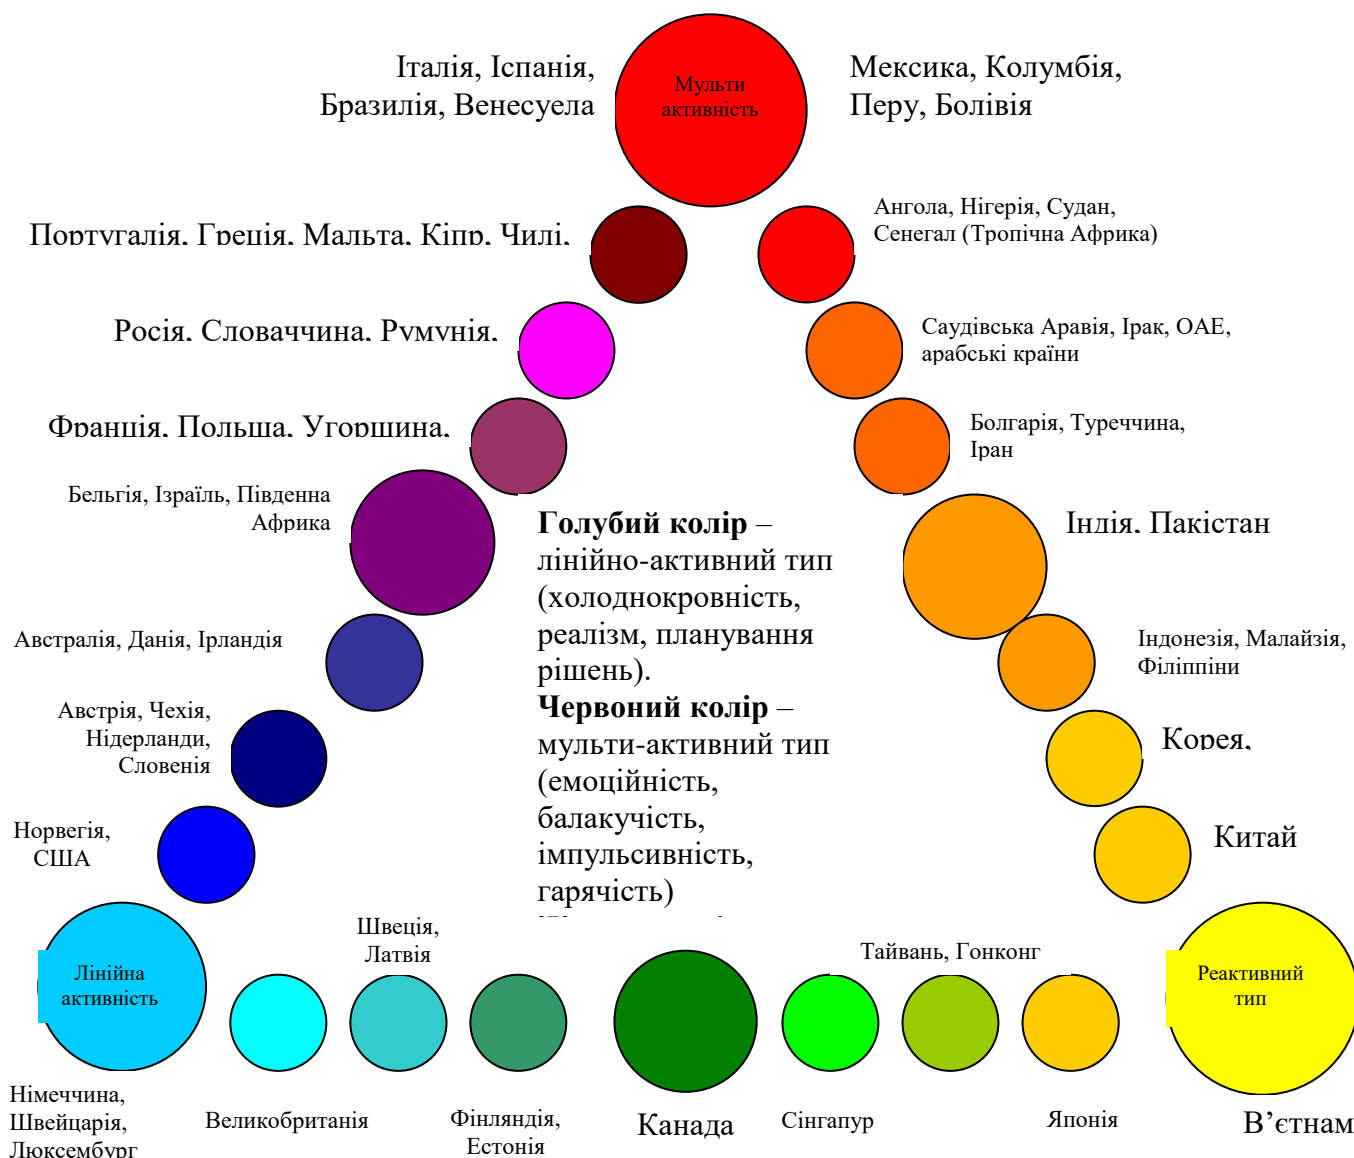 Італія, Іспанія,
Бразилія, Венесуела
Мульти
активність
Мексика, Колумбія,
Перу, Болівія
Португалія, Греція, Мальта, Кіпр, Чилі,
Ангола, Нігерія, Судан,
Сенегал (Тропічна Африка)
Росія, Словаччина, Румунія,
Саудівська Аравія, Ірак, ОАЕ,
арабські країни
Франція, Польща, Угорщина,
Болгарія, Туреччина,
Іран
Бельгія, Ізраїль, Південна
Африка
Індія, Пакістан
Голубий колір –
лінійно-активний тип
(холоднокровність,
реалізм, планування
рішень).
Червоний колір –
мульти-активний тип
(емоційність,
балакучість,
імпульсивність,
гарячість)
Австралія, Данія, Ірландія
Індонезія, Малайзія,
Філіппіни
Австрія, Чехія,
Нідерланди,
Словенія
Корея,
Норвегія,
США
Китай
Лінійна
активність
Швеція,
Латвія
Тайвань, Гонконг
Реактивний
тип
Німеччина,
Швейцарія,
Люксембург
Великобританія
Фінляндія,
Естонія
Канада
Сінгапур
Японія
В’єтнам